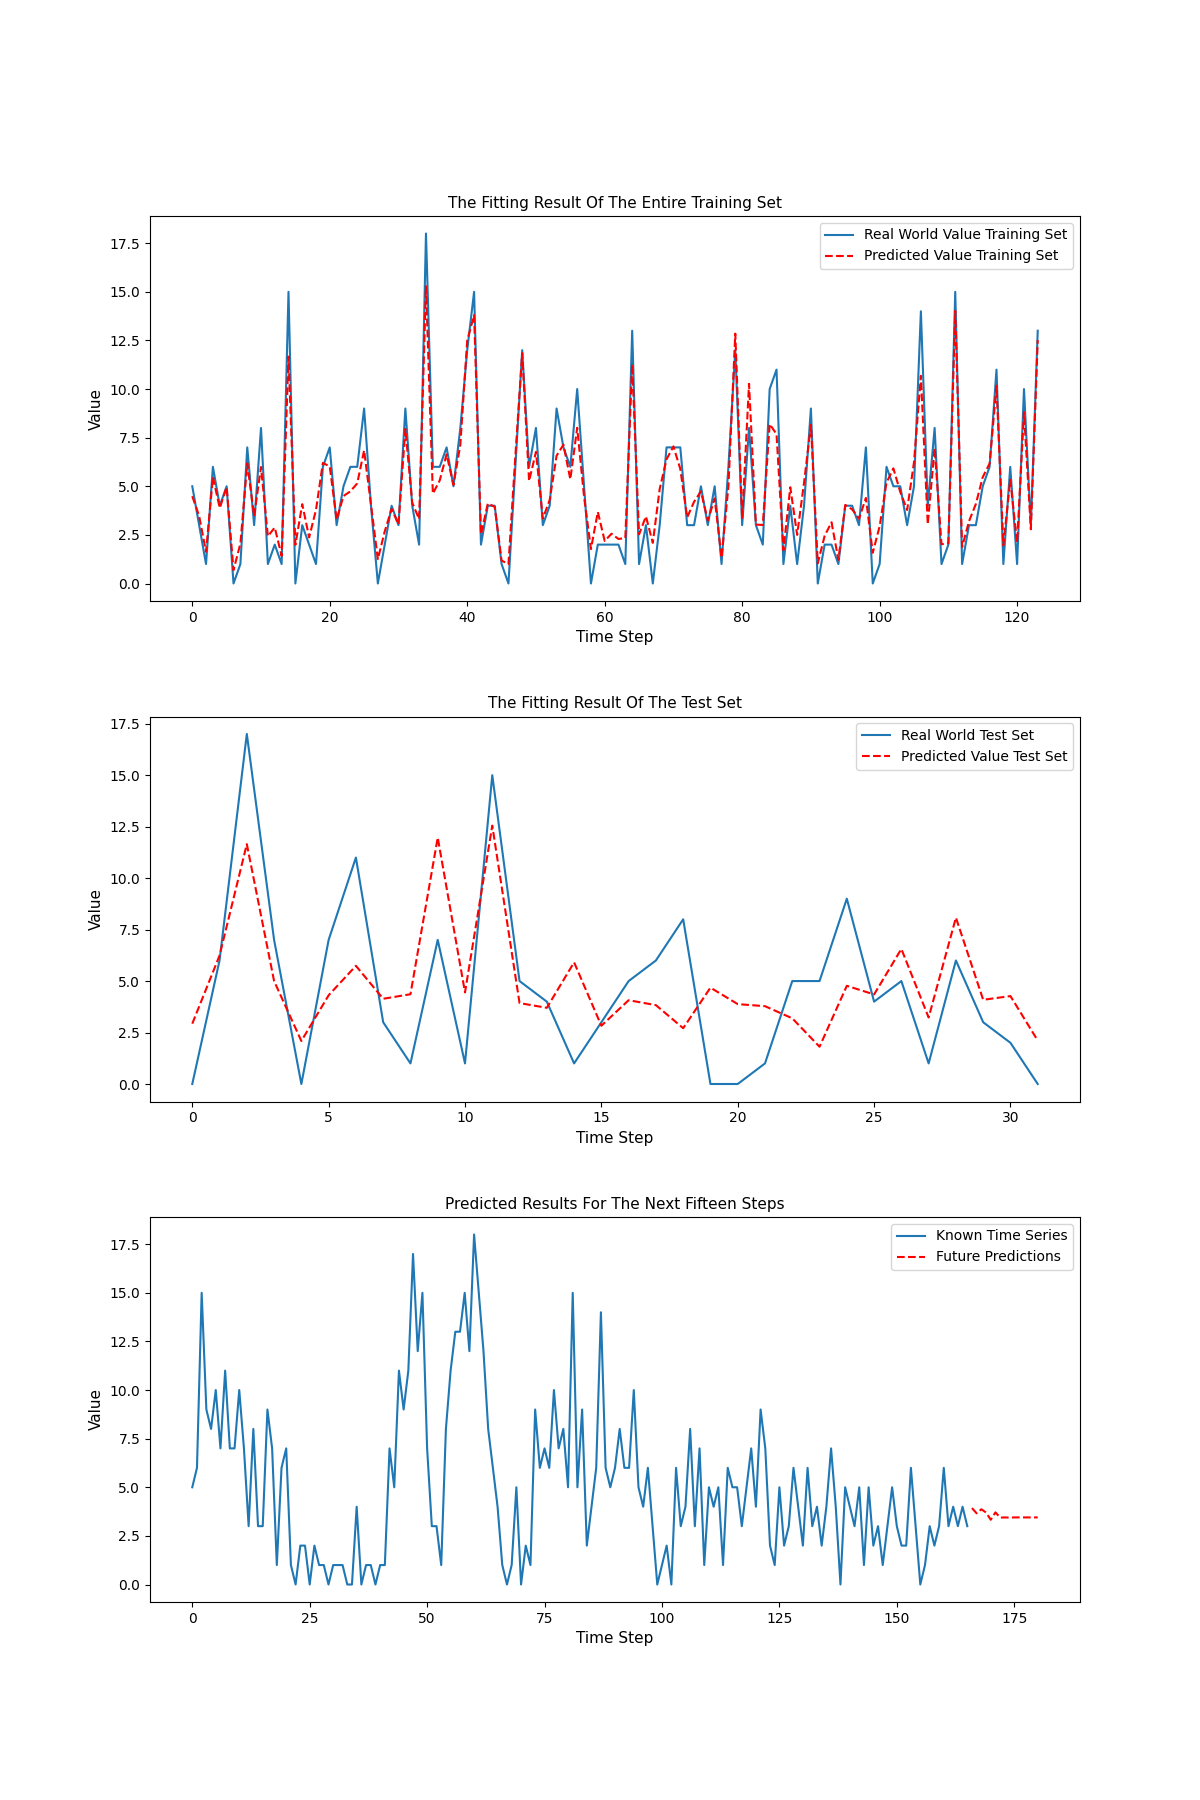 The Fitting Result Of The Entire Training Set
Real World Value Training Set
Predicted Value Training Set
17.5
15.0
12.5
10.0
7.5
5.0
2.5
0.0
Value
0 20 40 60 80 100 120
Time Step
The Fitting Result Of The Test Set
Real World Test Set
Predicted Value Test Set
17.5
15.0
12.5
10.0
7.5
5.0
2.5
0.0
Value
0 5 10 15 20 25 30
Time Step
Predicted Results For The Next Fifteen Steps
Known Time Series
Future Predictions
17.5
15.0
12.5
10.0
7.5
5.0
2.5
0.0
Value
0 25 50 75 100 125 150 175
Time Step